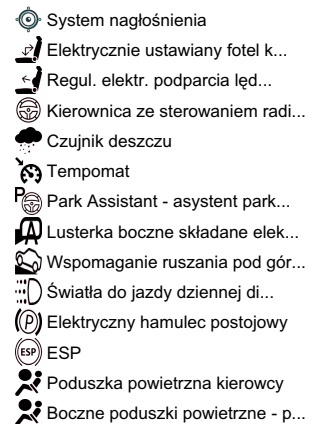 System nagłośnienia
Elektrycznie ustawiany fotel k...
Regul. elektr. podparcia lęd...
Kierownica ze sterowaniem radi...
Czujnik deszczu
Tempomat
P Park Assistant - asystent park...
A Lusterka boczne składane elek...
Wspomaganie ruszania pod gór...
Światła do jazdy dziennej di...
(P) Elektryczny hamulec postojowy
ESP ESP
Poduszka powietrzna kierowcy
Boczne poduszki powietrzne - p...